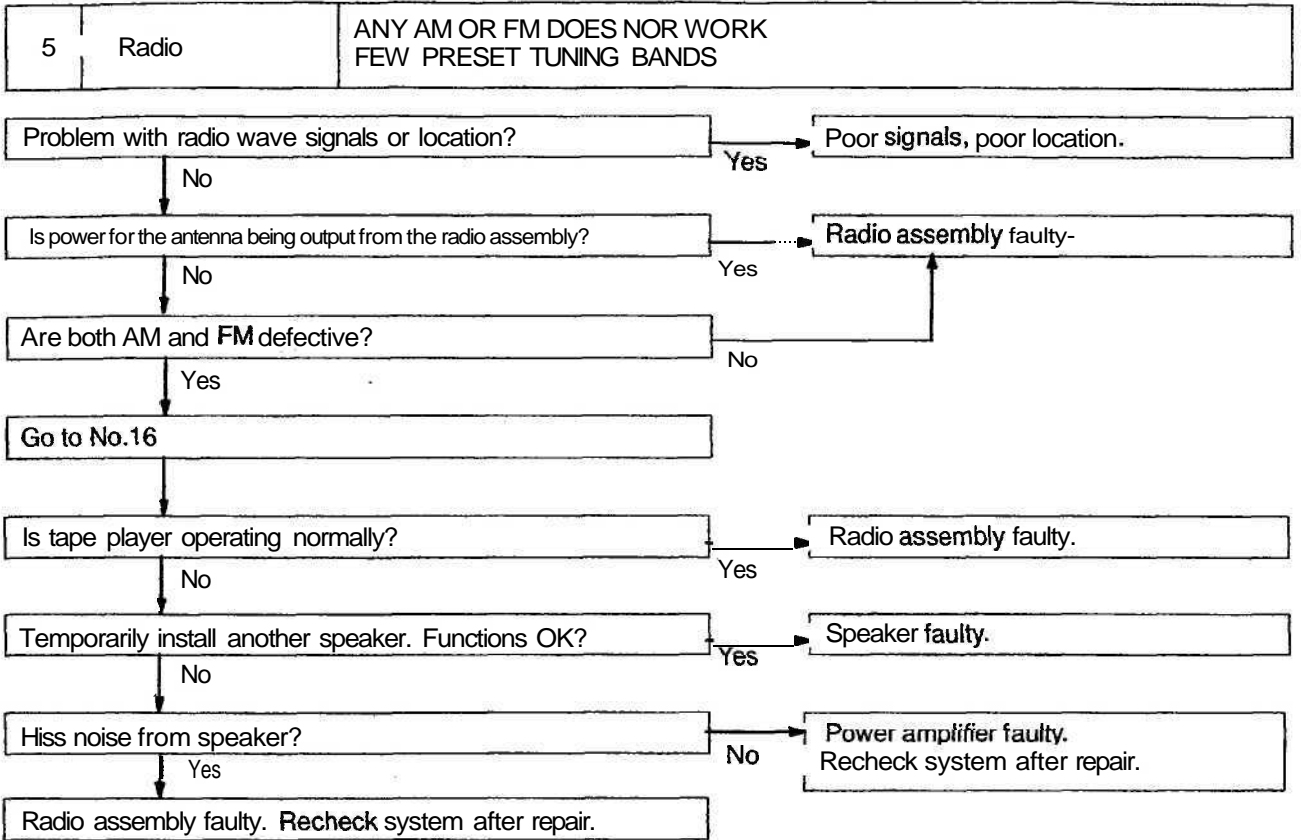 5 Radio ANY AM OR FM DOES NOR WORK
FEW PRESET TUNING BANDS
Problem with radio wave signals or location?
Yes
Poor signals, poor location.
No
Is power for the antenna being output from the radio assembly?
Yes
Radio assembly faulty-
No
Are both AM and FM defective?
No
Yes
Go to No.16
Is tape player operating normally?
Yes
Radio assembly faulty.
No
Temporarily install another speaker. Functions OK?
Yes
Speaker faulty.
No
Hiss noise from speaker?
No
Power amplifier faulty.
Recheck system after repair.
Yes
Radio assembly faulty. Recheck system after repair.